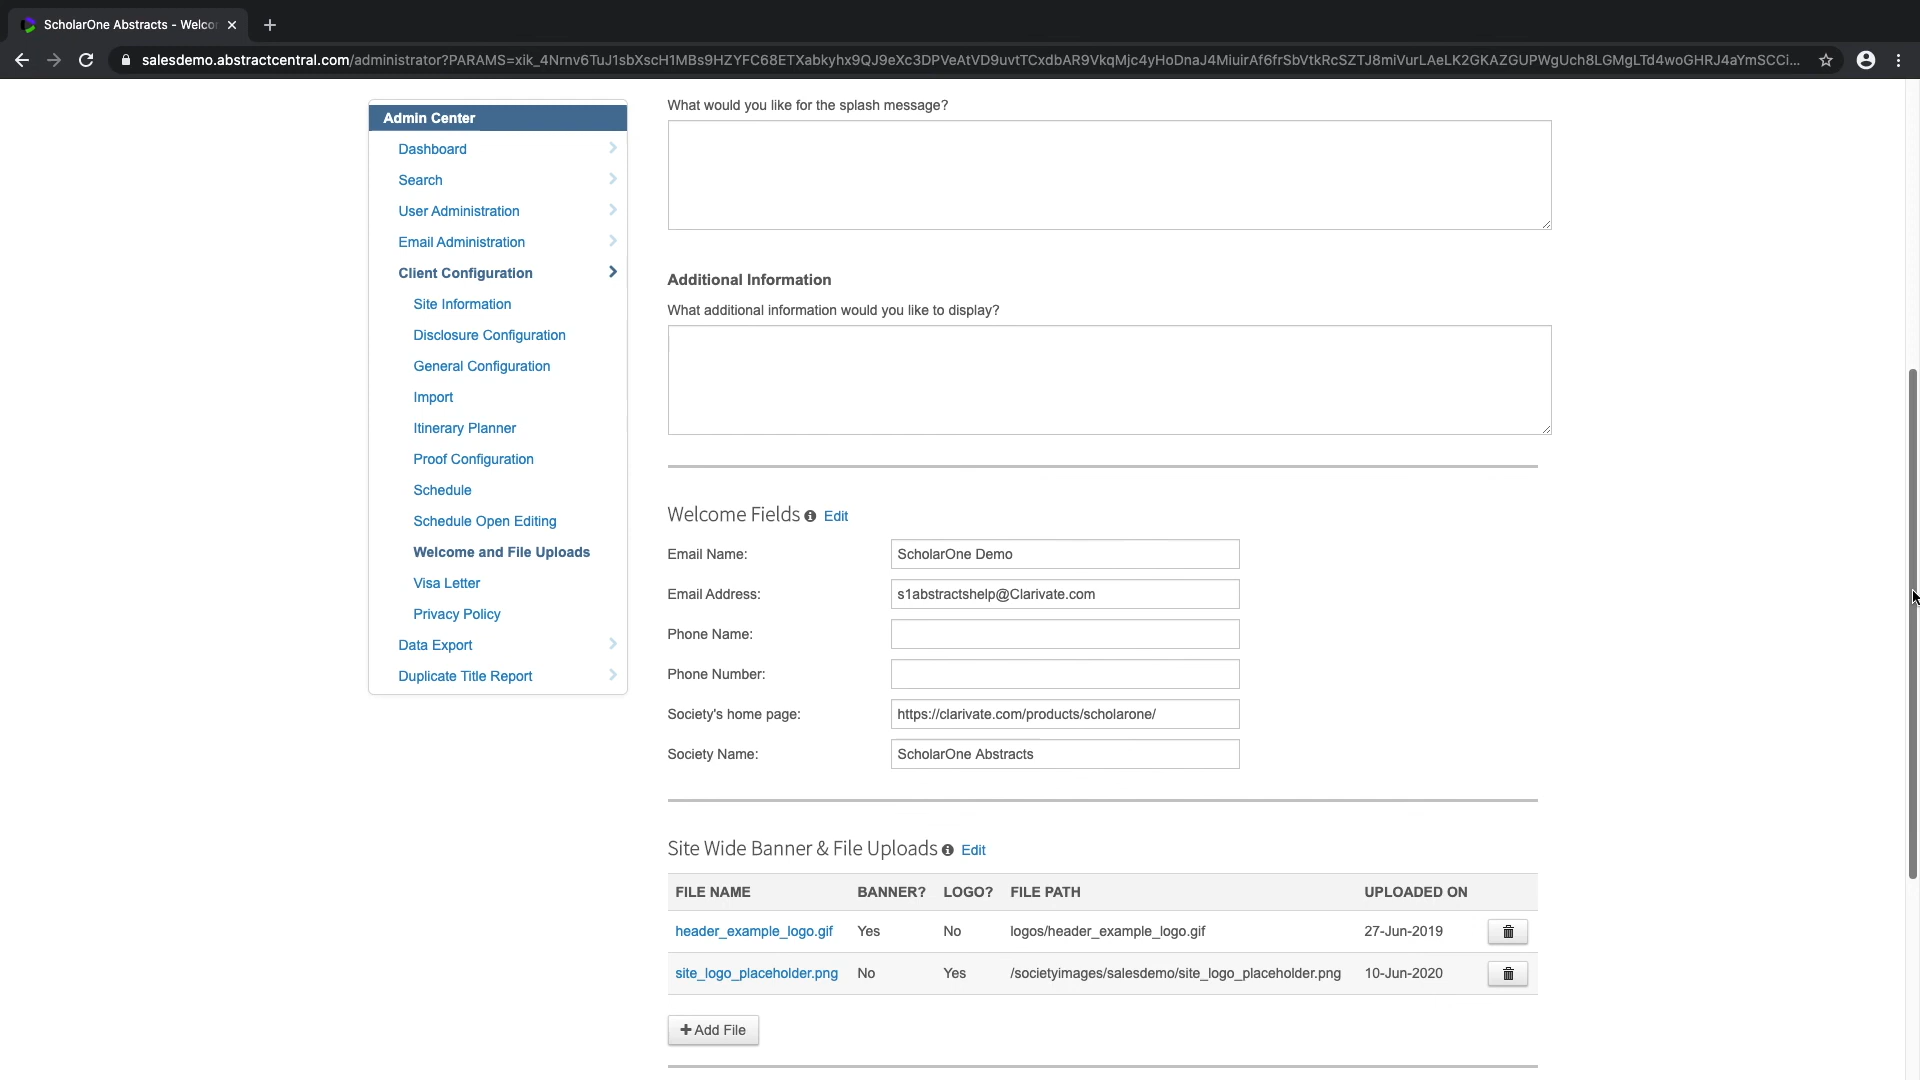 ScholarOne Abstracts - Welco
salesdemo.abstractcentral.com/administrator?PARAMS=xik_4Nrnv6TuJ1sbXscH1MBs9HZYFC68ETXabkyhx9QJ9eXc3DPVeAtVD9uvtTCxdbAR9VkqMjc4yHoDnaJ4MiuirAf6frSbVtkRcSZTJ8miVurLAeLK2GKAZGUPWgUch8LGMgLTd4woGHRJ4aYmSCCi...
Admin Center
Dashboard
Search
User Administration
Email Administration
Client Configuration
Site Information
Disclosure Configuration
General Configuration
Import
Itinerary Planner
Proof Configuration
Schedule
Schedule Open Editing
Welcome and File Uploads
Visa Letter
Privacy Policy
Data Export
Duplicate Title Report
What would you like for the splash message?
Additional Information
What additional information would you like to display?
Welcome Fields Edit
Email Name: ScholarOne Demo
Email Address: s1abstractshelp@Clarivate.com
Phone Name:
Phone Number:
Society's home page: https://clarivate.com/products/scholarone/
Society Name: ScholarOne Abstracts
Site Wide Banner & File Uploads Edit
FILE NAME BANNER? LOGO? FILE PATH UPLOADED ON
header_example_logo.gif Yes No logos/header_example_logo.gif 27-Jun-2019
site_logo_placeholder.png No Yes /societyimages/salesdemo/site_logo_placeholder.png 10-Jun-2020
+Add File